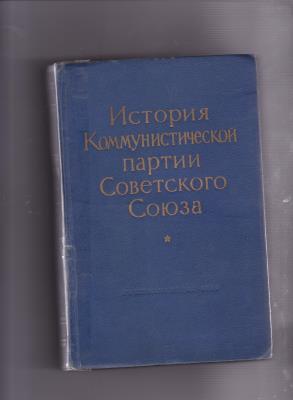 История
Коммунистической
партии
Советского
Союза